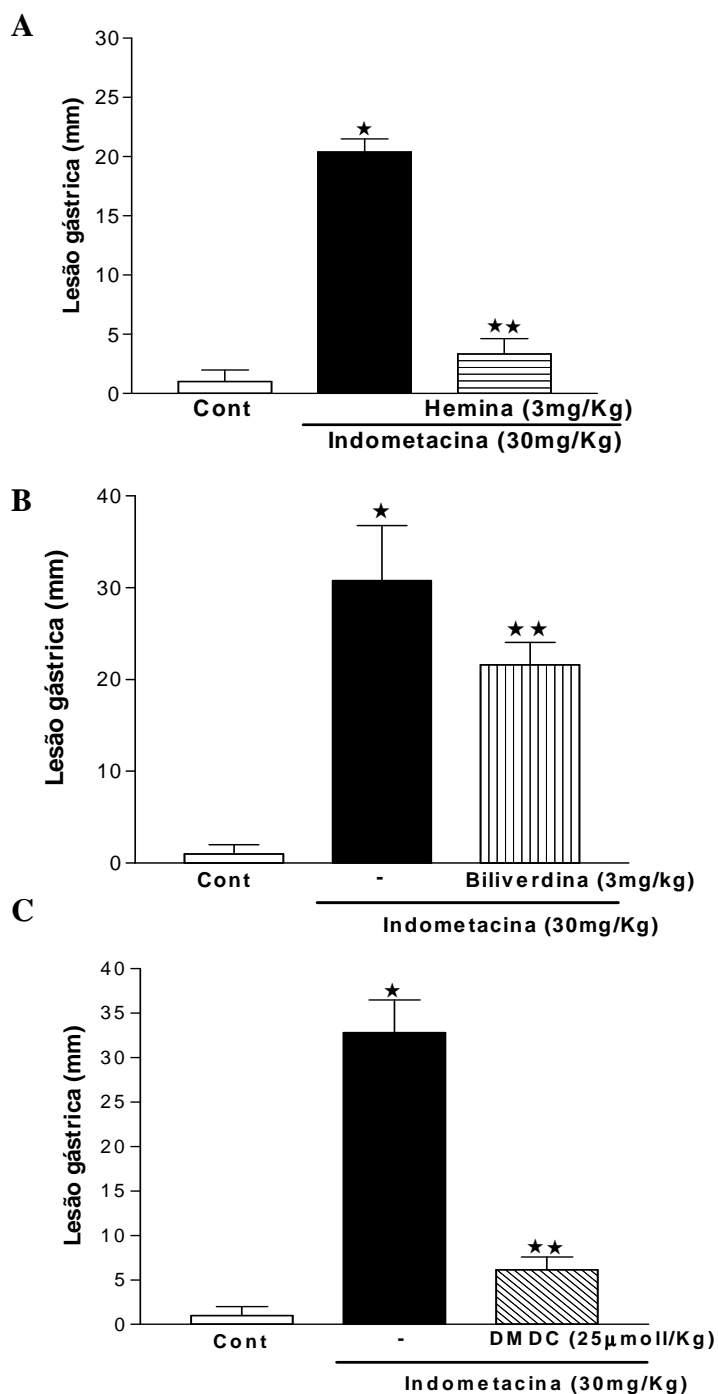 A
Lesão gástrica (mm)
30
25
20
15
10
5
0
★
★★
Cont
Hemina (3mg/Kg)
Indometacina (30mg/Kg)
B
Lesão gástrica (mm)
40
30
20
10
0
★
★★
Cont
-
Biliverdina (3mg/kg)
Indometacina (30mg/Kg)
C
Lesão gástrica (mm)
40
35
30
25
20
15
10
5
0
★
★★
Cont
-
DMDC (25μmoll/Kg)
Indometacina (30mg/Kg)